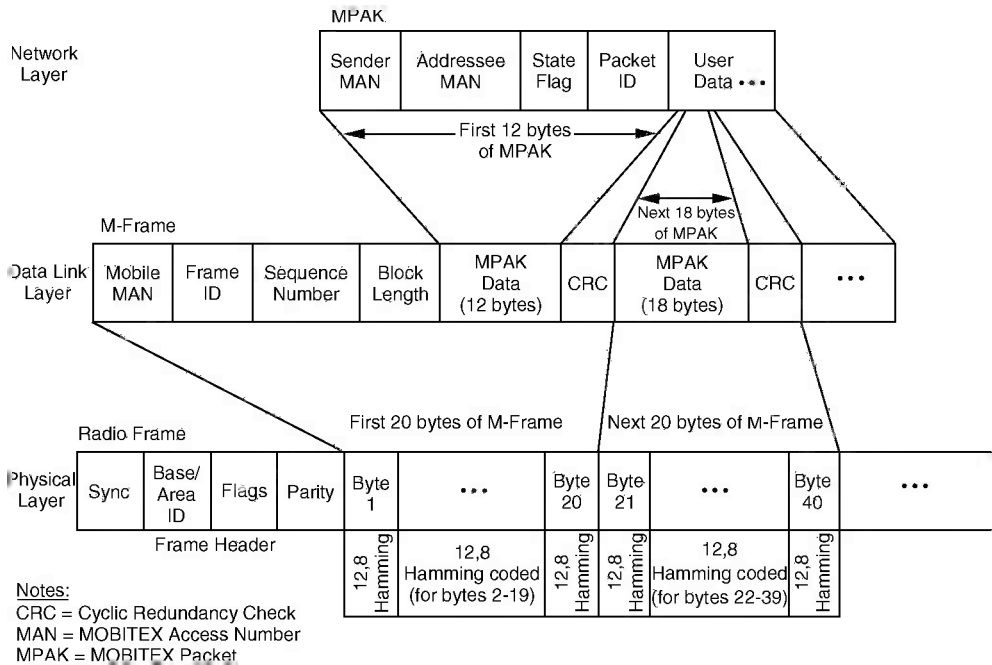 MPAK
Network
Layer
Sender
MAN
Addressee
MAN
State
Flag
Packet
ID
User
Data •••
First 12 bytes
of MPAK
Next 18 bytes
of MPAK
M-Frame
Data Link
Layer
Mobile
MAN
Frame
ID
Sequence
Number
Block
Length
MPAK
Data
(12 bytes)
CRC
MPAK
Data
(18 bytes)
CRC
•••
First 20 bytes of M-Frame
Next 20 bytes of M-Frame
Radio Frame
Physical
Layer
Sync
Base/
Area
ID
Flags
Parity
Byte
1
•••
Byte
20
Byte
21
•••
Byte
40
•••
Frame Header
12,8
Hamming
12,8
Hamming coded
(for bytes 2-19)
12,8
Hamming
12,8
Hamming
12,8
Hamming coded
(for bytes 22-39)
12,8
Hamming
Notes:
CRC = Cyclic Redundancy Check
MAN = MOBITEX Access Number
MPAK = MOBITEX Packet